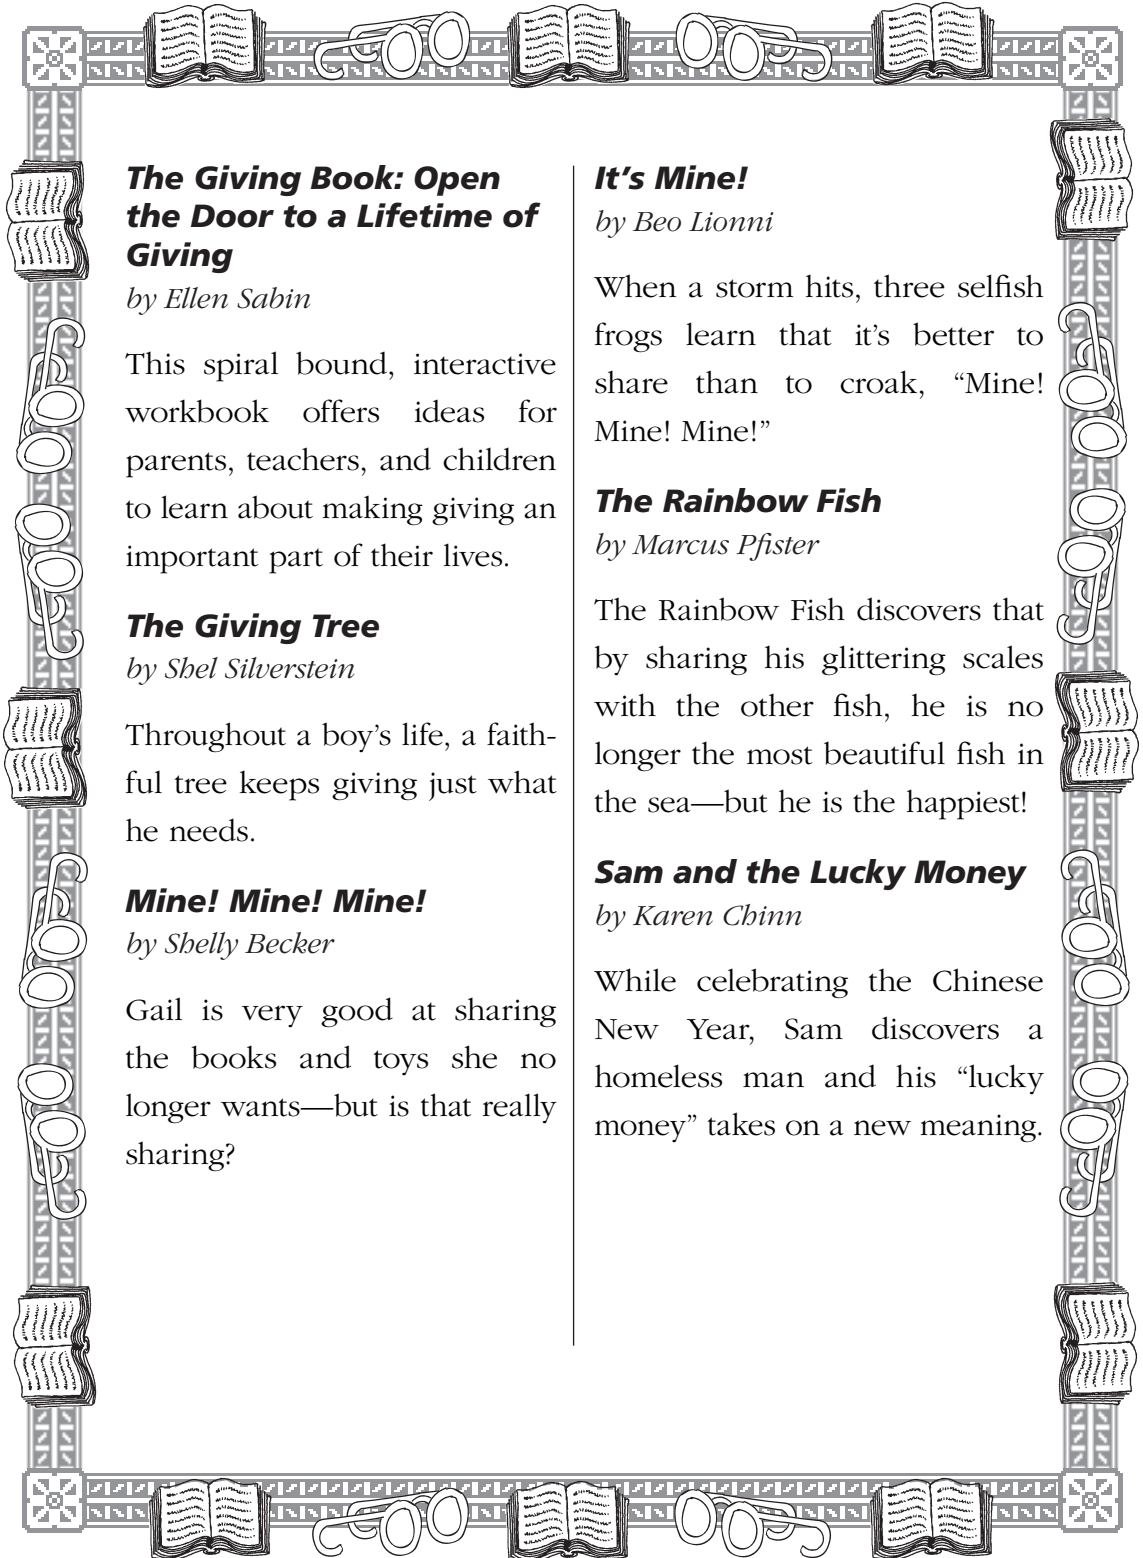 The Giving Book: Open
the Door to a Lifetime of
Giving
by Ellen Sabin
This spiral bound, interactive
workbook offers ideas for
parents, teachers, and children
to learn about making giving an
important part of their lives.
The Giving Tree
by Shel Silverstein
Throughout a boy’s life, a faith-
ful tree keeps giving just what
he needs.
Mine! Mine! Mine!
by Shelly Becker
Gail is very good at sharing
the books and toys she no
longer wants—but is that really
sharing?
It’s Mine!
by Beo Lionni
When a storm hits, three selfish
frogs learn that it’s better to
share than to croak, “Mine!
Mine! Mine!”
The Rainbow Fish
by Marcus Pfister
The Rainbow Fish discovers that
by sharing his glittering scales
with the other fish, he is no
longer the most beautiful fish in
the sea—but he is the happiest!
Sam and the Lucky Money
by Karen Chinn
While celebrating the Chinese
New Year, Sam discovers a
homeless man and his “lucky
money” takes on a new meaning.